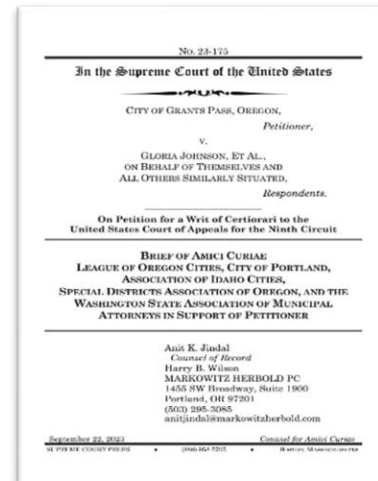 No. 23-175
In the Supreme Court of the United States
CITY OF GRANTS PASS, OREGON,
Petitioner,
v.
GLORIA JOHNSON, ET AL.,
ON BEHALF OF THEMSELVES AND
ALL OTHERS SIMILARLY SITUATED,
Respondents.
On Petition for a Writ of Certiorari to the
United States Court of Appeals for the Ninth Circuit
BRIEF OF AMICI CURIAE
LEAGUE OF OREGON CITIES, CITY OF PORTLAND,
ASSOCIATION OF IDAHO CITIES,
SPECIAL DISTRICTS ASSOCIATION OF OREGON, AND THE
WASHINGTON STATE ASSOCIATION OF MUNICIPAL
ATTORNEYS IN SUPPORT OF PETITIONER
Anit K. Jindal
Counsel of Record
Harry B. Wilson
MARKOWITZ HERBOLD PC
1455 SW Broadway, Suite 1900
Portland, OR 97201
(503) 295-3085
anitjindal@markowitzherbold.com
September 22, 2023 Counsel for Amici Curiae
SUPREME COURT PRESS • • BOSTON, MASSACHUSETTS